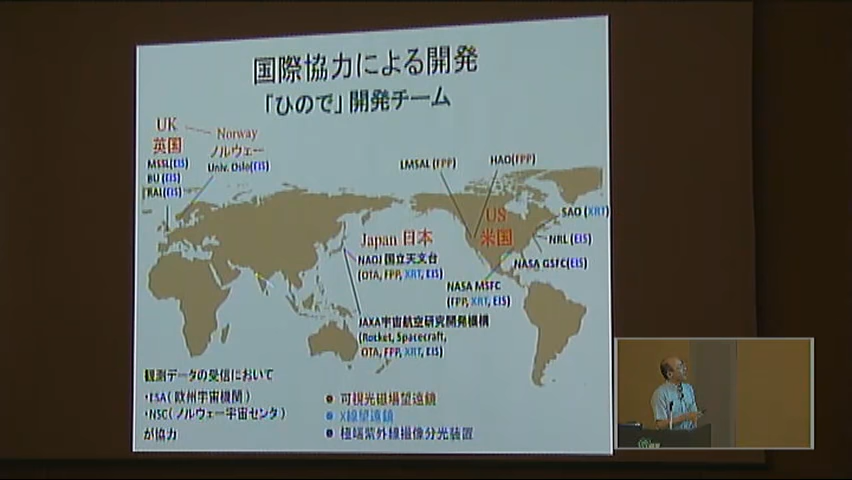 国際協力による開発
「ひので」開発チーム
UK
英国
MSSL(EIS)
BU (EIS)
RAL(EIS)
Norway
ノルウェー
Univ. Oslo(EIS)
LMSAL (FPP)
HAO(FPP)
US
米国
SAO (XRT)
NRL (EIS)
NASA GSFC(EIS)
NASA MSFC
(FPP, XRT, EIS)
Japan 日本
NAOJ 国立天文台
(OTA, FPP, XRT, EIS)
JAXA宇宙航空研究開発機構
(Rocket, Spacecraft,
OTA, FPP, XRT, EIS)
観測データの受信において
・ESA( 欧州宇宙機関 )
・NSC( ノルウェー宇宙センタ )
が協力
可視光磁場望遠鏡
X線望遠鏡
極端紫外線撮像分光装置